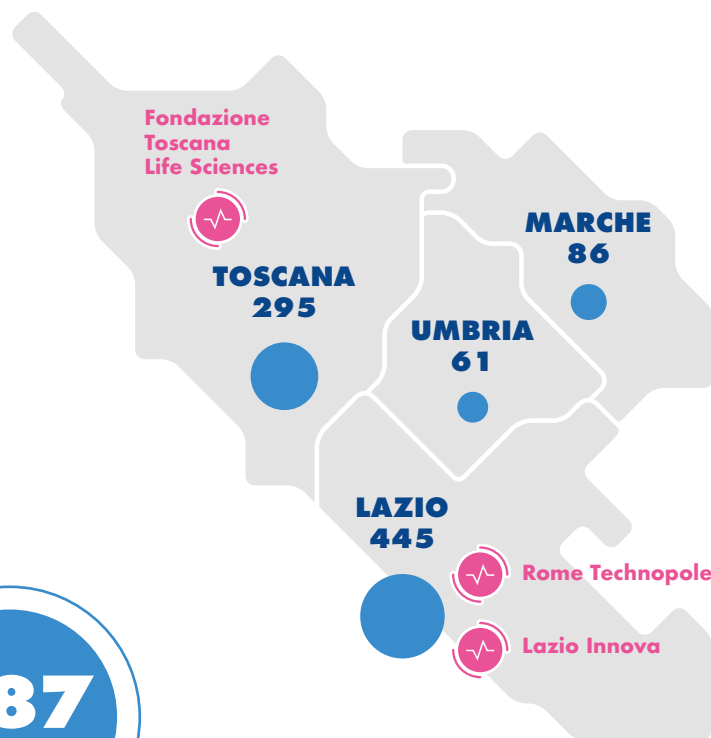 Fondazione
Toscana
Life Sciences
MARCHE
86
TOSCANA
295
UMBRIA
61
LAZIO
445
Rome Technopole
Lazio Innova
87